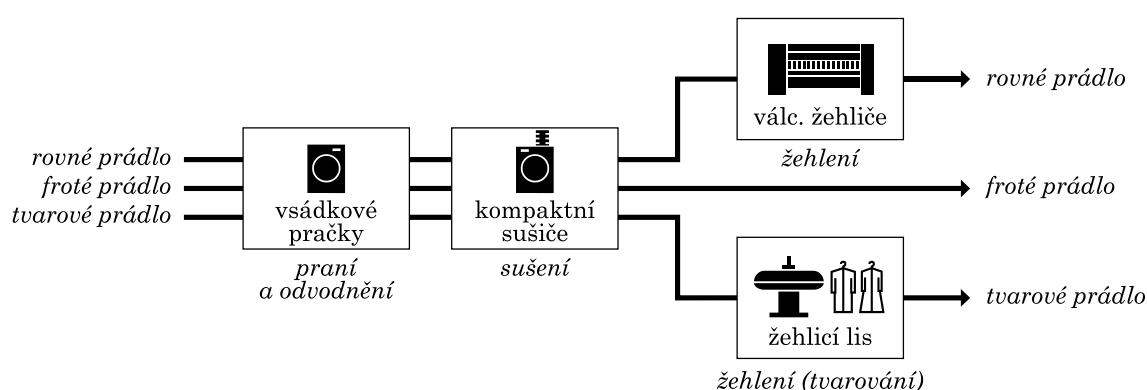 rovné prádlo
froté prádlo
tvarové prádlo
vsádkové
pračky
praní
a odvodnění
kompaktní
sušiče
sušení
válc. žehliče
žehlení
rovné prádlo
froté prádlo
žehlicí lis
žehlení (tvarování)
tvarové prádlo